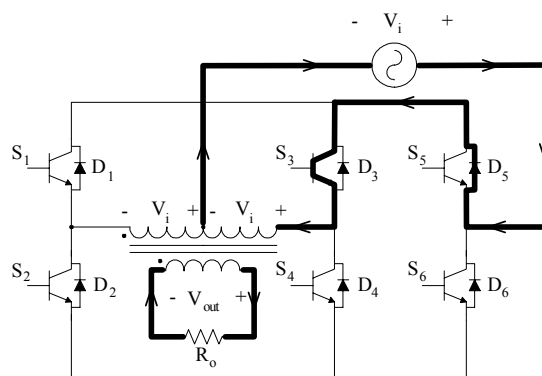 - V_i +
S_1 D_1 S_3 D_3 S_5 D_5
- V_i + - V_i +
S_2 D_2 S_4 D_4 S_6 D_6
- V_out +
R_o